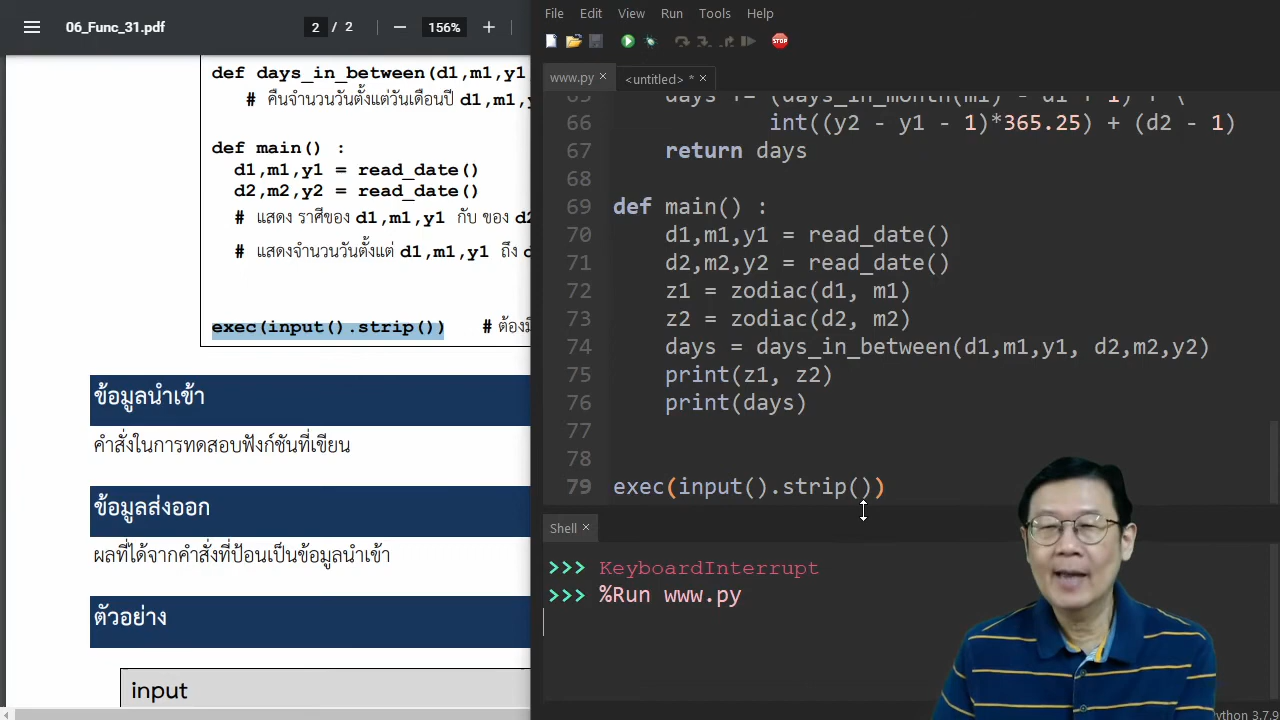 06_Func_31.pdf
2 / 2
156%
def days_in_between(d1,m1,y1
# คืนจำนวนวันตั้งแต่วันเดือนปี d1,m1,
def main() :
d1,m1,y1 = read_date()
d2,m2,y2 = read_date()
# แสดง ราศีของ d1,m1,y1 กับ ของ d2
# แสดงจำนวนวันตั้งแต่ d1,m1,y1 ถึง
exec(input().strip())
#
ข้อมูลนำเข้า
คำสั่งในการทดสอบฟังก์ชันที่เขียน
ข้อมูลส่งออก
ผลที่ได้จากคำสั่งที่ป้อนเป็นข้อมูลนำเข้า
ตัวอย่าง
input
File Edit View Run Tools Help
STOP
www.py ×
<untitled> * ×
days += (days_in_month(m1) - d1 + 1) + \
66 int((y2 - y1 - 1)*365.25) + (d2 - 1)
67 return days
68
69 def main() :
70 d1,m1,y1 = read_date()
71 d2,m2,y2 = read_date()
72 z1 = zodiac(d1, m1)
73 z2 = zodiac(d2, m2)
74 days = days_in_between(d1,m1,y1, d2,m2,y2)
75 print(z1, z2)
76 print(days)
77
78
79 exec(input().strip())
Shell ×
>>> KeyboardInterrupt
>>> %Run www.py
ython 3.7.9